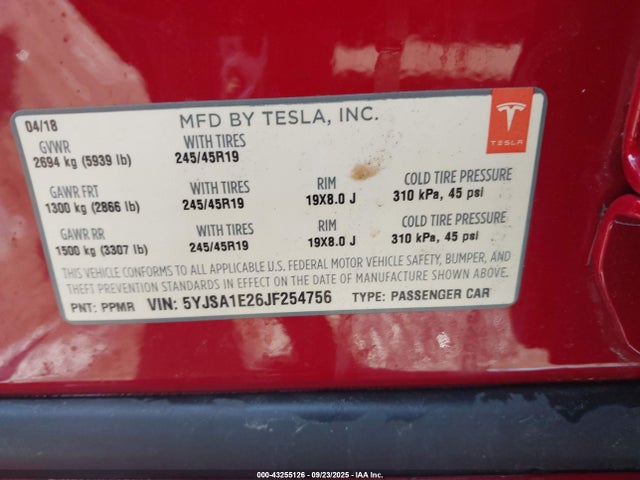 04/18 MFD BY TESLA, INC.
GVWR WITH TIRES
2694 kg (5939 lb) 245/45R19
TESLA
GAWR FRT WITH TIRES RIM COLD TIRE PRESSURE
1300 kg (2866 lb) 245/45R19 19X8.0 J 310 kPa, 45 psi
GAWR RR WITH TIRES RIM COLD TIRE PRESSURE
1500 kg (3307 lb) 245/45R19 19X8.0 J 310 kPa, 45 psi
THIS VEHICLE CONFORMS TO ALL APPLICABLE U.S. FEDERAL MOTOR VEHICLE SAFETY, BUMPER, AND
THEFT PREVENTION STANDARDS IN EFFECT ON THE DATE OF MANUFACTURE SHOWN ABOVE.
PNT: PPMR VIN: 5YJSA1E26JF254756 TYPE: PASSENGER CAR
000-43255126 - 09/23/2025 - IAA Inc.